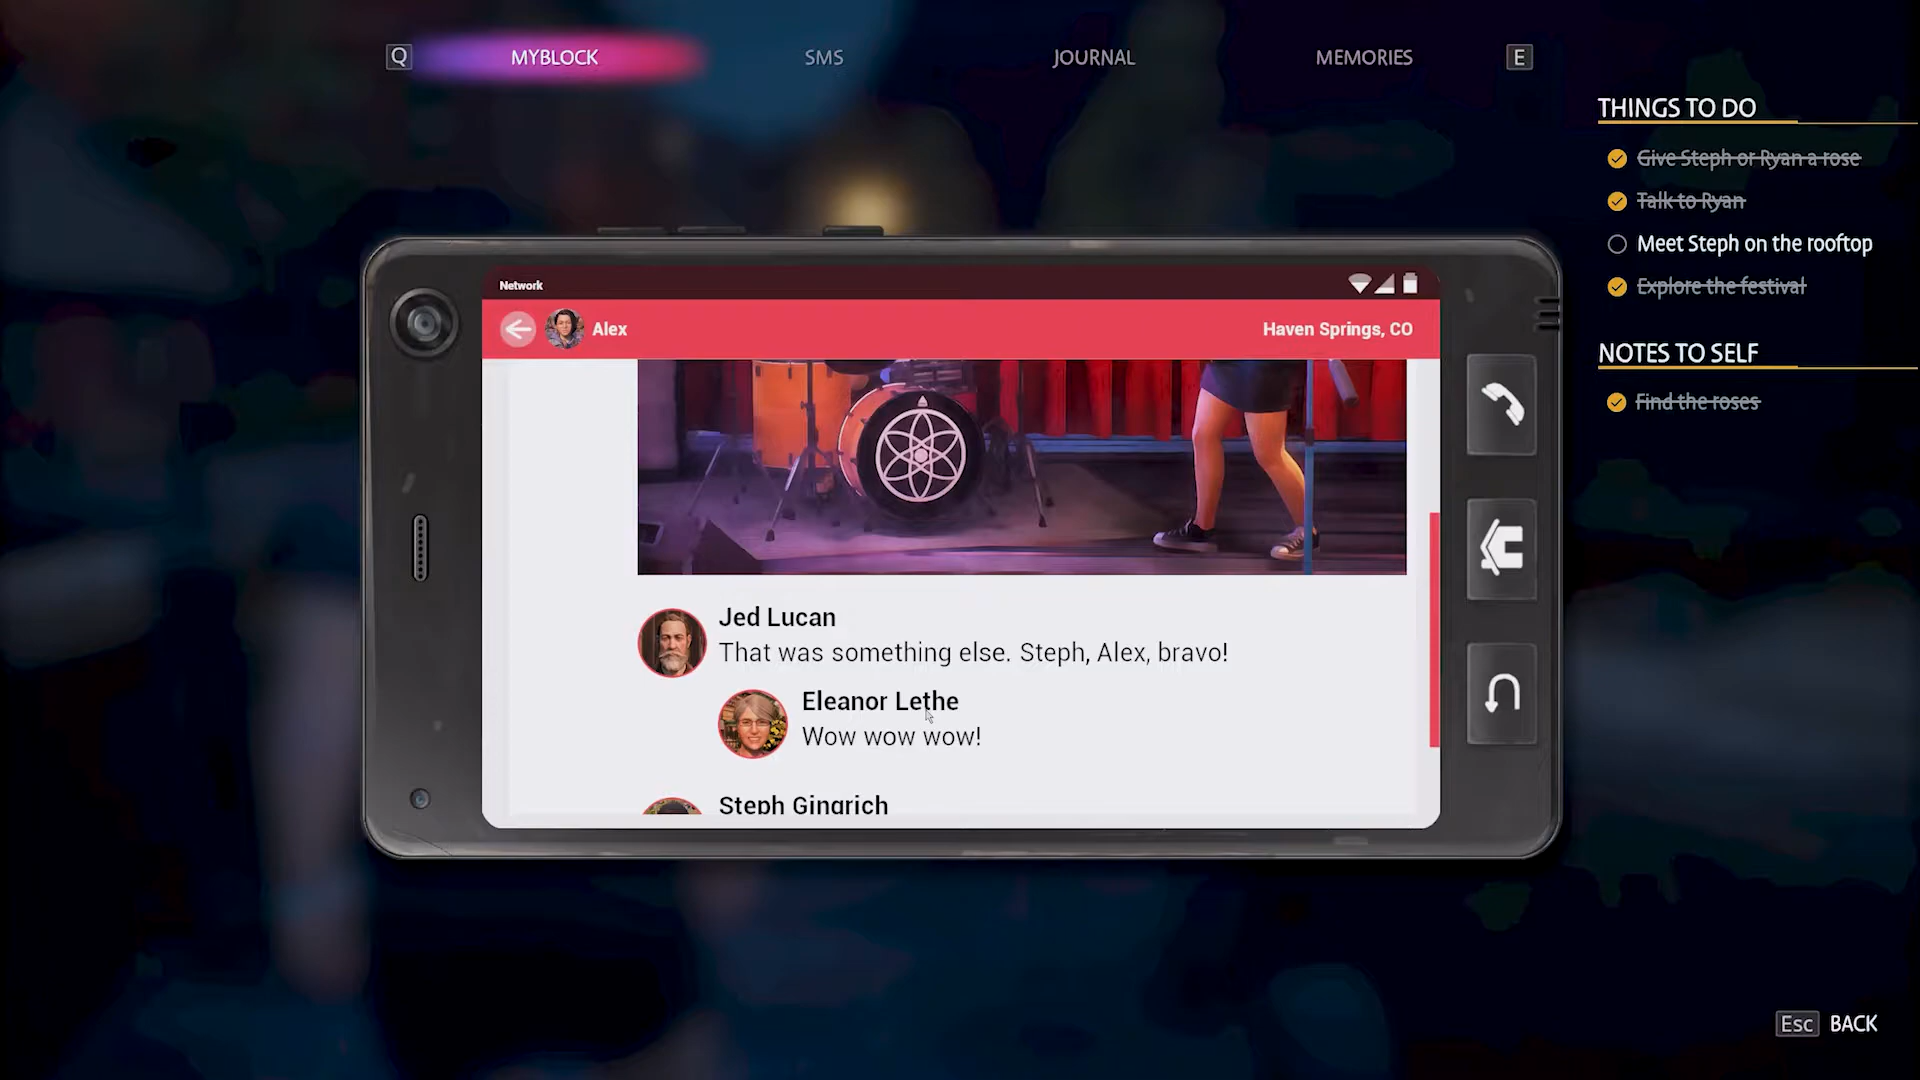 Q
MYBLOCK
SMS
JOURNAL
MEMORIES
E
THINGS TO DO
Give Steph or Ryan a rose
Talk to Ryan
Meet Steph on the rooftop
Explore the festival
NOTES TO SELF
Find the roses
Network
Alex
Haven Springs, CO
Jed Lucan
That was something else. Steph, Alex, bravo!
Eleanor Lethe
Wow wow wow!
Steph Gingrich
Esc BACK